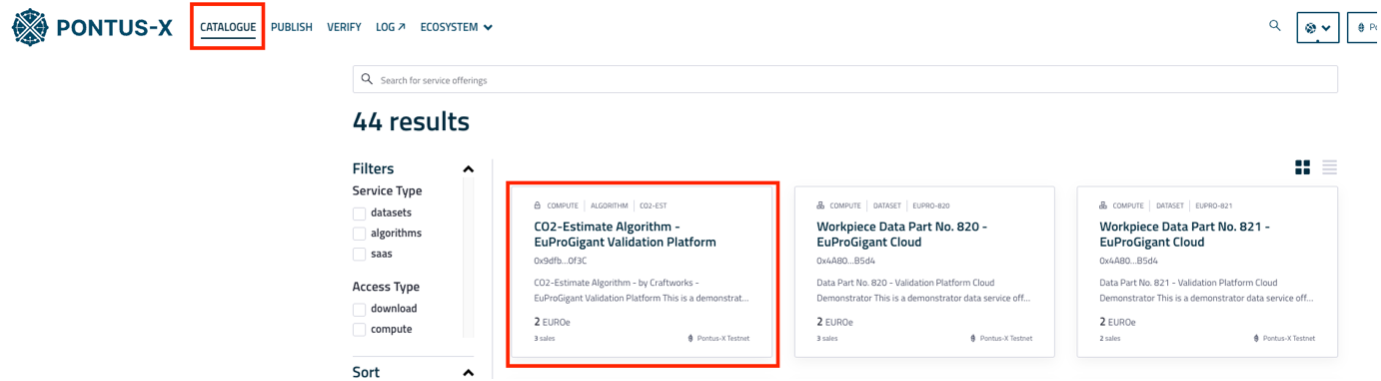 PONTUS-X
CATALOGUE PUBLISH VERIFY LOG ↗ ECOSYSTEM
Search for service offerings
44 results
Filters
Service Type
datasets
algorithms
saas
Access Type
download
compute
Sort
COMPUTE | ALGORITHM | CO2-EST
CO2-Estimate Algorithm -
EuProGigant Validation Platform
0x9dfb...0f3C
CO2-Estimate Algorithm - by Craftworks -
EuProGigant Validation Platform This is a demonstrat...
2 EUROe
3 sales Pontus-X Testnet
COMPUTE | DATASET | EUPRO-820
Workpiece Data Part No. 820 -
EuProGigant Cloud
0x4A80...B5d4
Data Part No. 820 - Validation Platform Cloud
Demonstrator This is a demonstrator data service off...
2 EUROe
3 sales Pontus-X Testnet
COMPUTE | DATASET | EUPRO-821
Workpiece Data Part No. 821 -
EuProGigant Cloud
0x4A80...B5d4
Data Part No. 821 - Validation Platform Cloud
Demonstrator This is a demonstrator data service off...
2 EUROe
2 sales Pontus-X Testnet